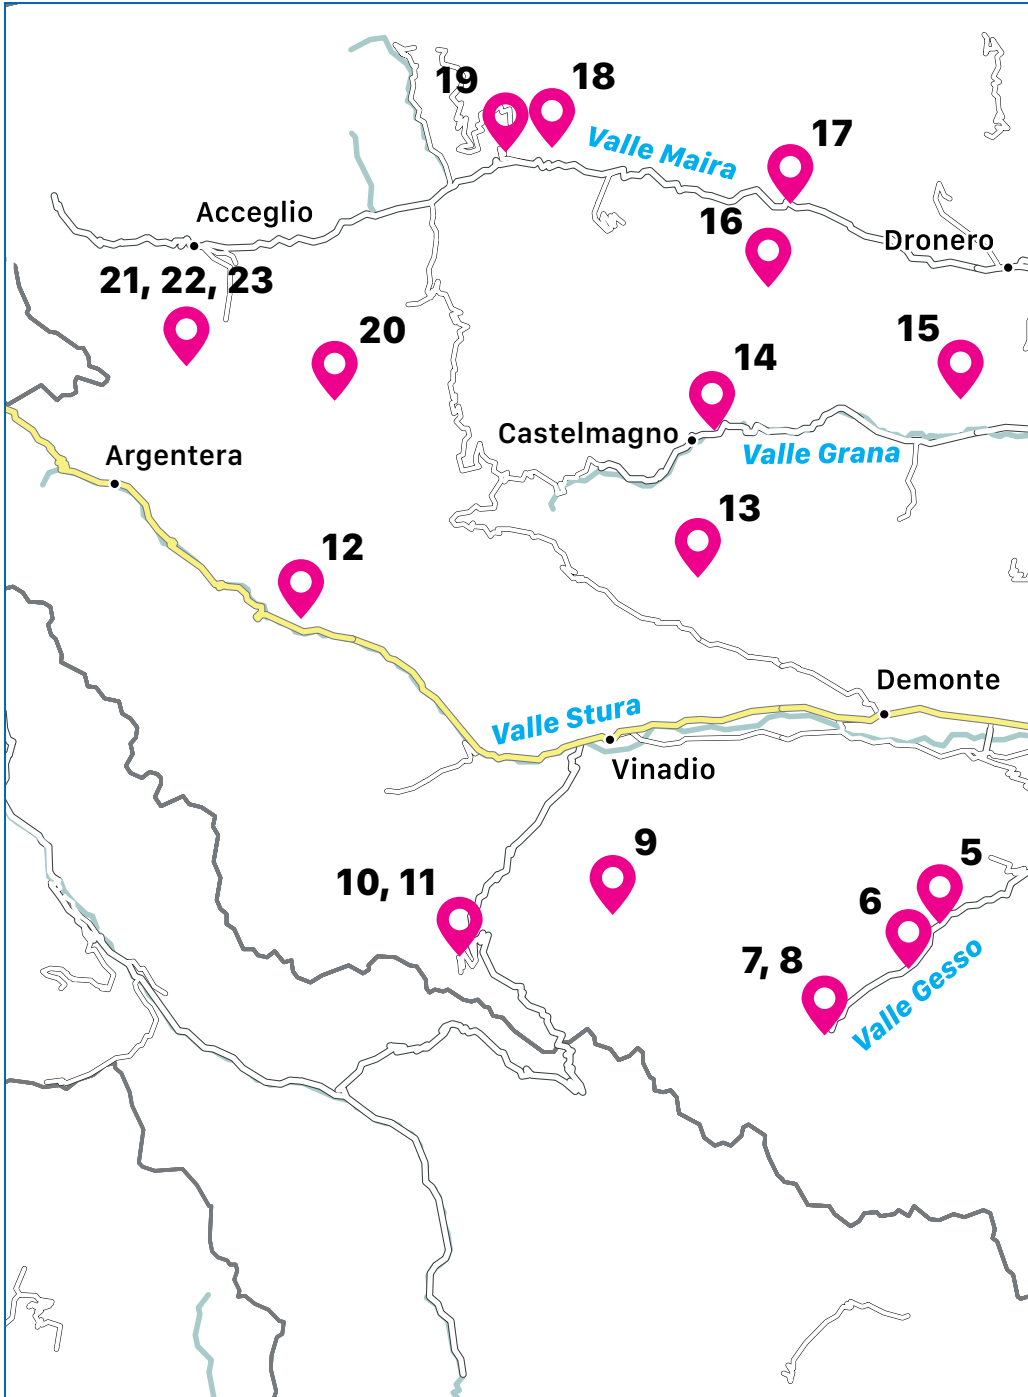 19
18
Valle Maira
17
Acceglio
16
Dronero
21, 22, 23
20
15
14
Castelmagno
Valle Grana
Argentera
13
12
Demonte
Valle Stura
Vinadio
9
5
10, 11
6
7, 8
Valle Gesso